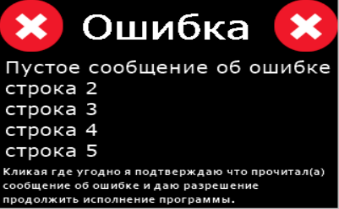 Ошибка
Пустое сообщение об ошибке
строка 2
строка 3
строка 4
строка 5
Кликая где угодно я подтверждаю что прочитал(а)
сообщение об ошибке и даю разрешение
продолжить исполнение программы.